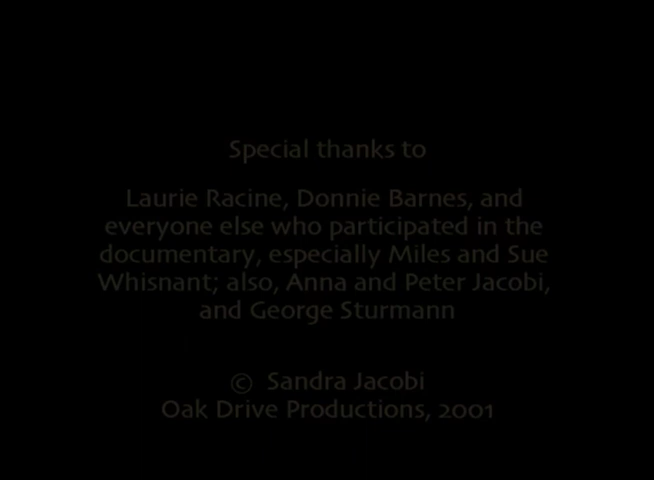 Special thanks to
Laurie Racine, Donnie Barnes, and
everyone else who participated in the
documentary, especially Miles and Sue
Whisnant; also, Anna and Peter Jacobi,
and George Sturmann
© Sandra Jacobi
Oak Drive Productions, 2001